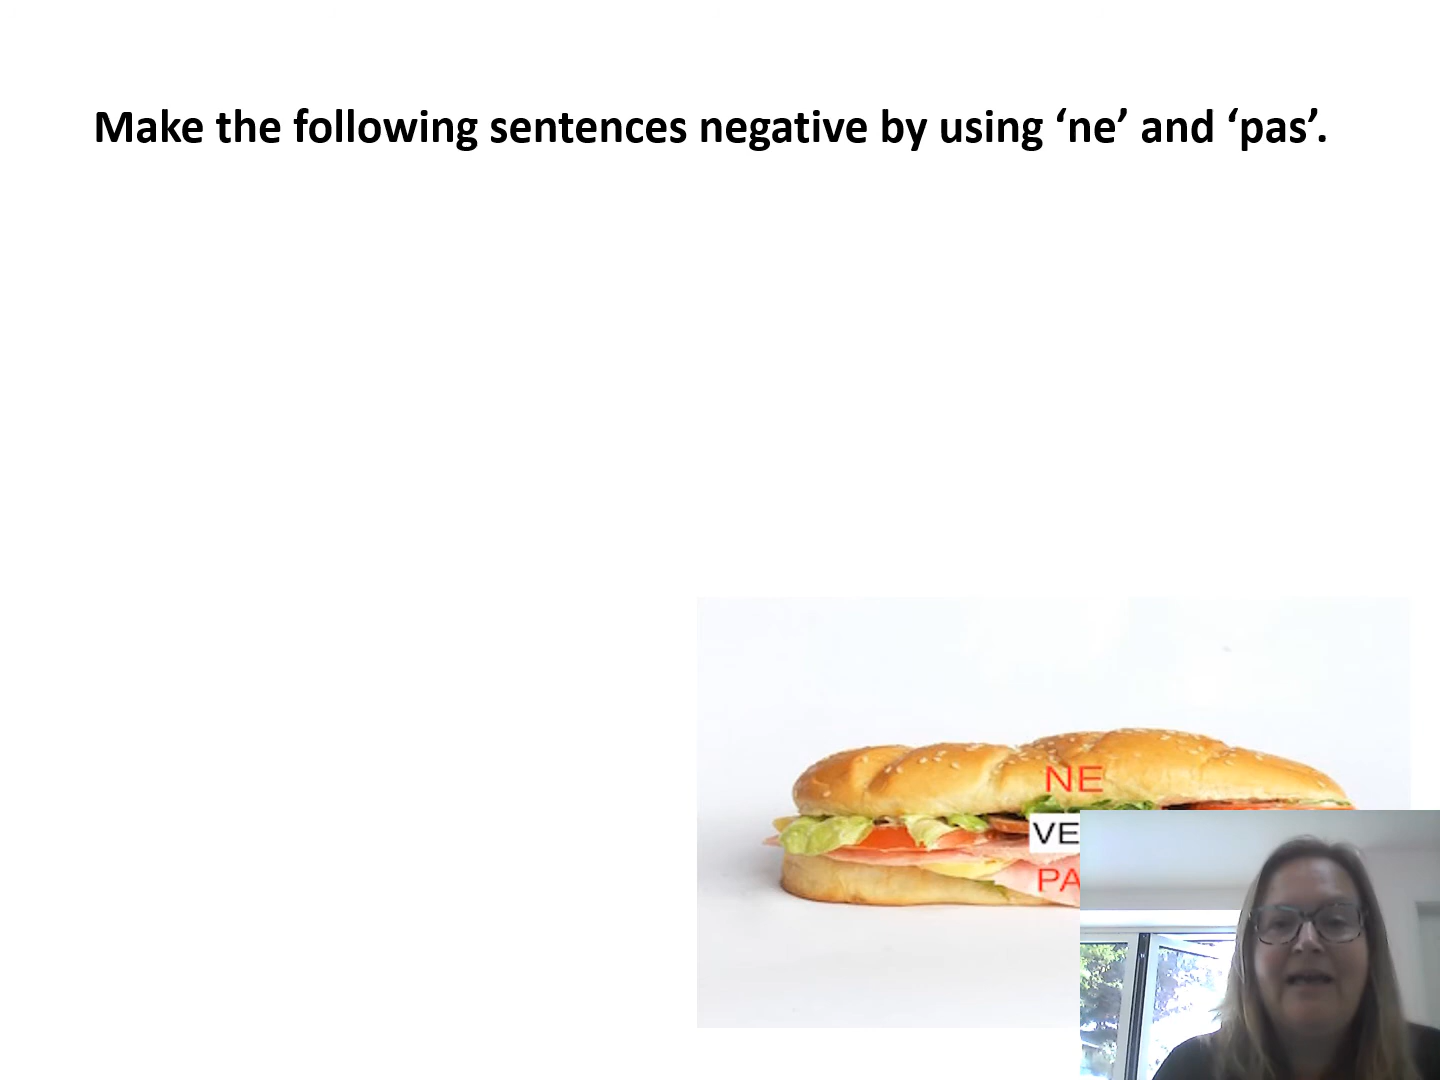 Make the following sentences negative by using ‘ne’ and ‘pas’.
NE
VE
PA